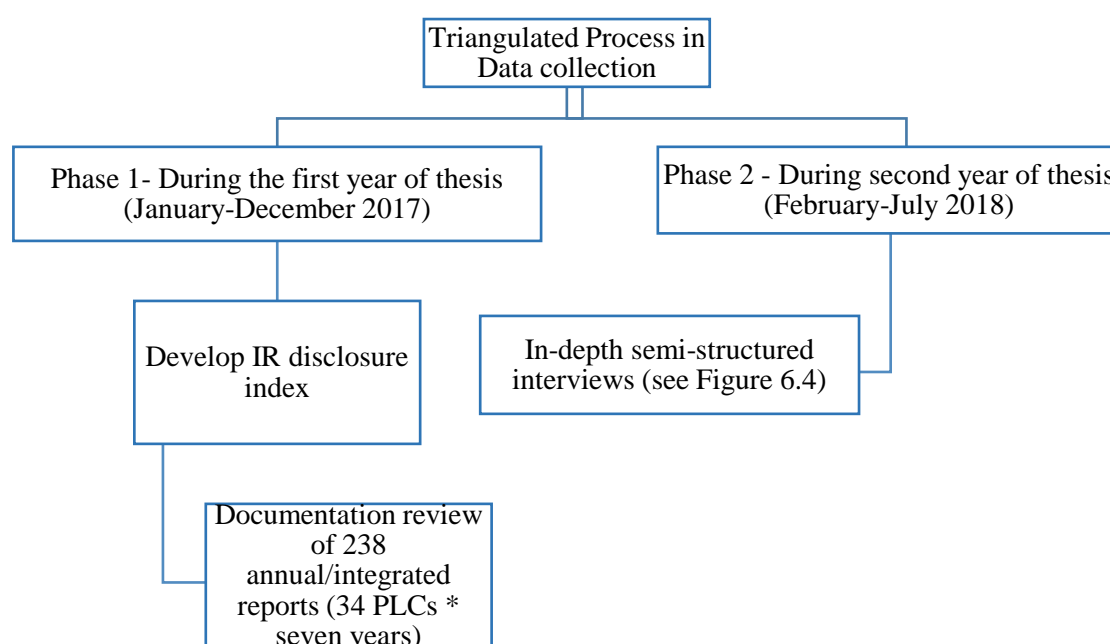 Triangulated Process in
Data collection
Phase 1- During the first year of thesis
(January-December 2017)
Phase 2 - During second year of thesis
(February-July 2018)
Develop IR disclosure
index
In-depth semi-structured
interviews (see Figure 6.4)
Documentation review
of 238
annual/integrated
reports (34 PLCs *
seven years)